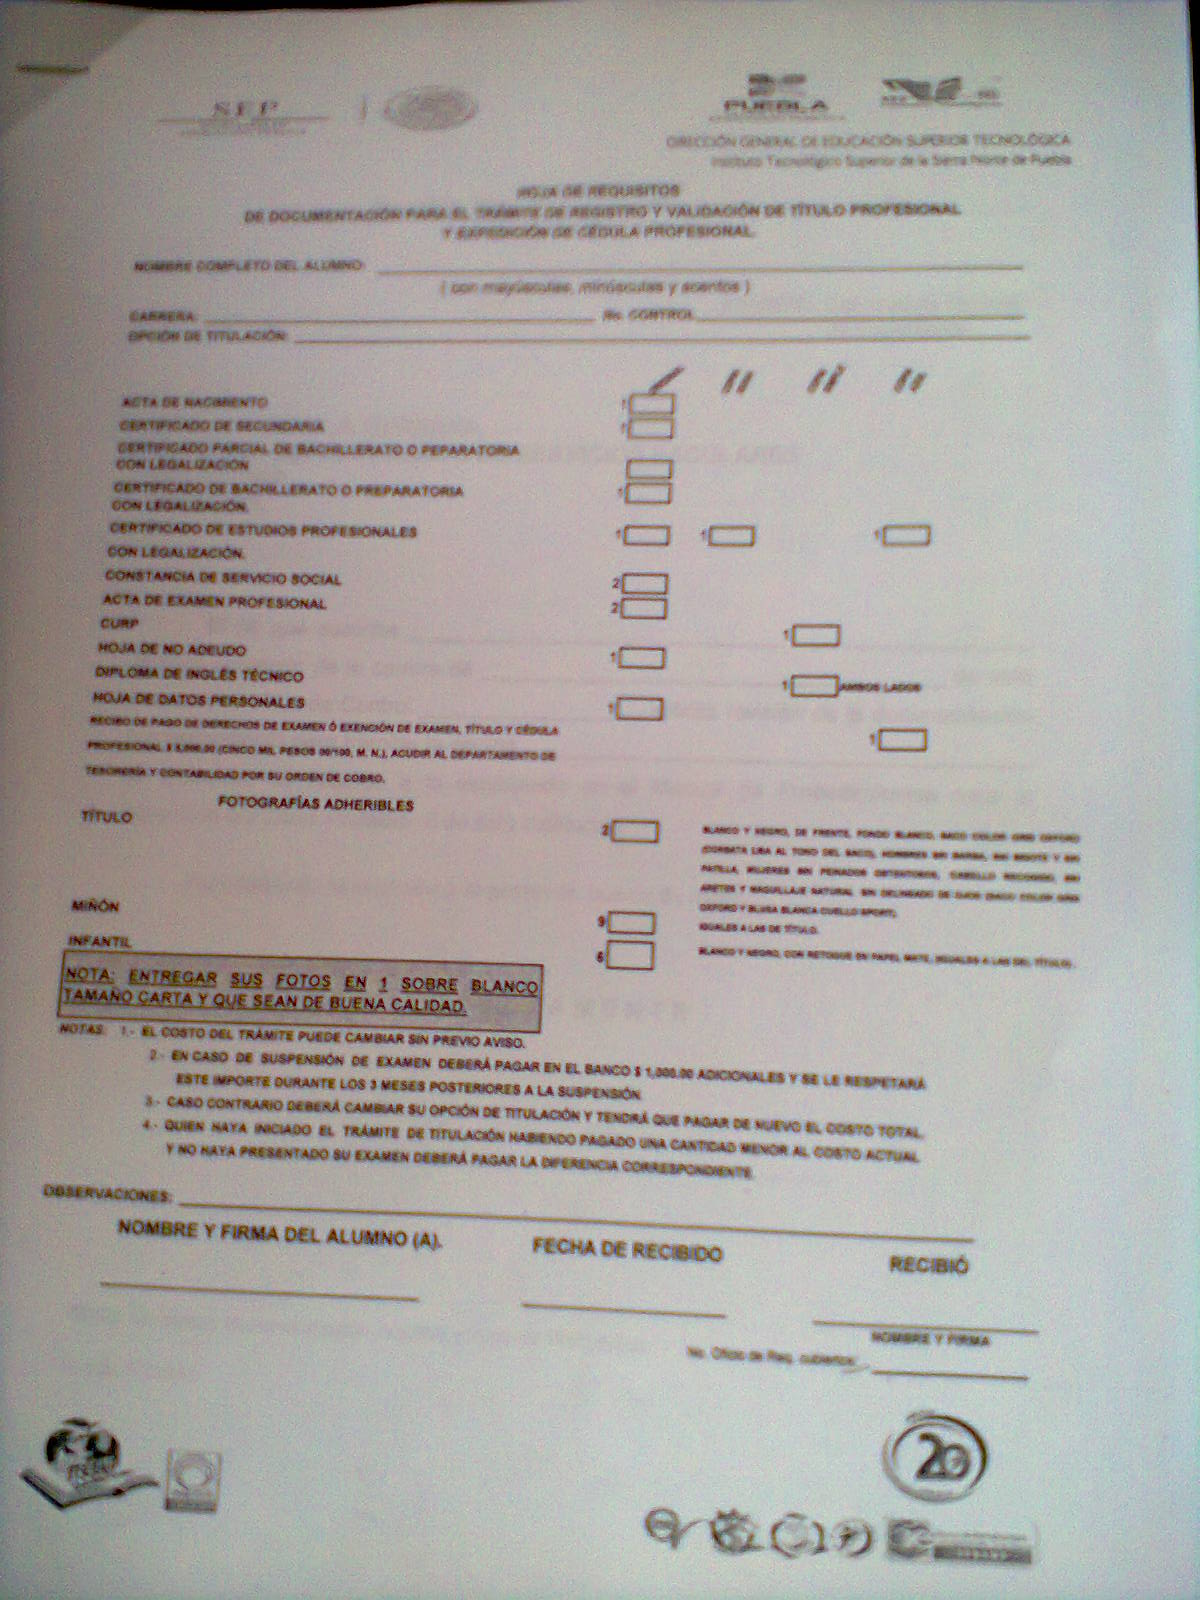 SEP
PUEBLA
DIRECCIÓN GENERAL DE EDUCACIÓN SUPERIOR TECNOLÓGICA
Instituto Tecnológico Superior de la Sierra Norte de Puebla
HOJA DE REQUISITOS
DE DOCUMENTACIÓN PARA EL TRÁMITE DE REGISTRO Y VALIDACIÓN DE TÍTULO PROFESIONAL
Y EXPEDICIÓN DE CÉDULA PROFESIONAL
NOMBRE COMPLETO DEL ALUMNO:
( con mayúsculas, minúsculas y acentos )
CARRERA: No. CONTROL
OPCIÓN DE TITULACIÓN:
ACTA DE NACIMIENTO 1
CERTIFICADO DE SECUNDARIA 1
CERTIFICADO PARCIAL DE BACHILLERATO O PEPARATORIA
CON LEGALIZACIÓN
CERTIFICADO DE BACHILLERATO O PREPARATORIA 1
CON LEGALIZACIÓN.
CERTIFICADO DE ESTUDIOS PROFESIONALES 1 1 1
CON LEGALIZACIÓN.
CONSTANCIA DE SERVICIO SOCIAL 2
ACTA DE EXAMEN PROFESIONAL 2
CURP 1
HOJA DE NO ADEUDO 1
DIPLOMA DE INGLÉS TÉCNICO 1 AMBOS LADOS
HOJA DE DATOS PERSONALES 1
RECIBO DE PAGO DE DERECHOS DE EXAMEN Ó EXENCIÓN DE EXAMEN, TÍTULO Y CÉDULA 1
PROFESIONAL $ 5,000.00 (CINCO MIL PESOS 00/100, M. N.), ACUDIR AL DEPARTAMENTO DE
TESORERÍA Y CONTABILIDAD POR SU ORDEN DE COBRO.
FOTOGRAFÍAS ADHERIBLES
TÍTULO 2
BLANCO Y NEGRO, DE FRENTE, FONDO BLANCO, SACO COLOR GRIS OXFORD
(CORBATA LISA AL TONO DEL SACO), HOMBRES SIN BARBA, SIN BIGOTE Y SIN
PATILLA, MUJERES SIN PEINADOS OSTENTOSOS, CABELLO RECOGIDO, SIN
ARETES Y MAQUILLAJE NATURAL SIN DELINEADO DE OJOS (SACO COLOR GRIS
OXFORD Y BLUSA BLANCA CUELLO SPORT).
MIÑÓN 9 IGUALES A LAS DE TÍTULO.
INFANTIL 6 BLANCO Y NEGRO, CON RETOQUE EN PAPEL MATE, IGUALES A LAS DEL TÍTULO).
NOTA: ENTREGAR SUS FOTOS EN 1 SOBRE BLANCO
TAMAÑO CARTA Y QUE SEAN DE BUENA CALIDAD.
NOTAS: 1.- EL COSTO DEL TRÁMITE PUEDE CAMBIAR SIN PREVIO AVISO.
2.- EN CASO DE SUSPENSIÓN DE EXAMEN DEBERÁ PAGAR EN EL BANCO $ 1,000.00 ADICIONALES Y SE LE RESPETARÁ
ESTE IMPORTE DURANTE LOS 3 MESES POSTERIORES A LA SUSPENSIÓN
3.- CASO CONTRARIO DEBERÁ CAMBIAR SU OPCIÓN DE TITULACIÓN Y TENDRÁ QUE PAGAR DE NUEVO EL COSTO TOTAL.
4.- QUIEN HAYA INICIADO EL TRÁMITE DE TITULACIÓN HABIENDO PAGADO UNA CANTIDAD MENOR AL COSTO ACTUAL
Y NO HAYA PRESENTADO SU EXAMEN DEBERÁ PAGAR LA DIFERENCIA CORRESPONDIENTE.
OBSERVACIONES:
NOMBRE Y FIRMA DEL ALUMNO (A). FECHA DE RECIBIDO RECIBIÓ
NOMBRE Y FIRMA
No. Oficio de Req. cubiertos:
20